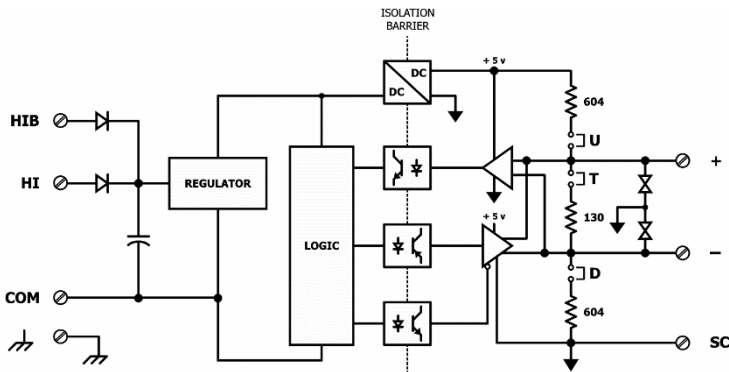 ISOLATION
BARRIER
DC
DC
+ 5 v
604
HIB
U
+
HI
REGULATOR
T
130
LOGIC
+ 5 v
−
D
COM
604
SC